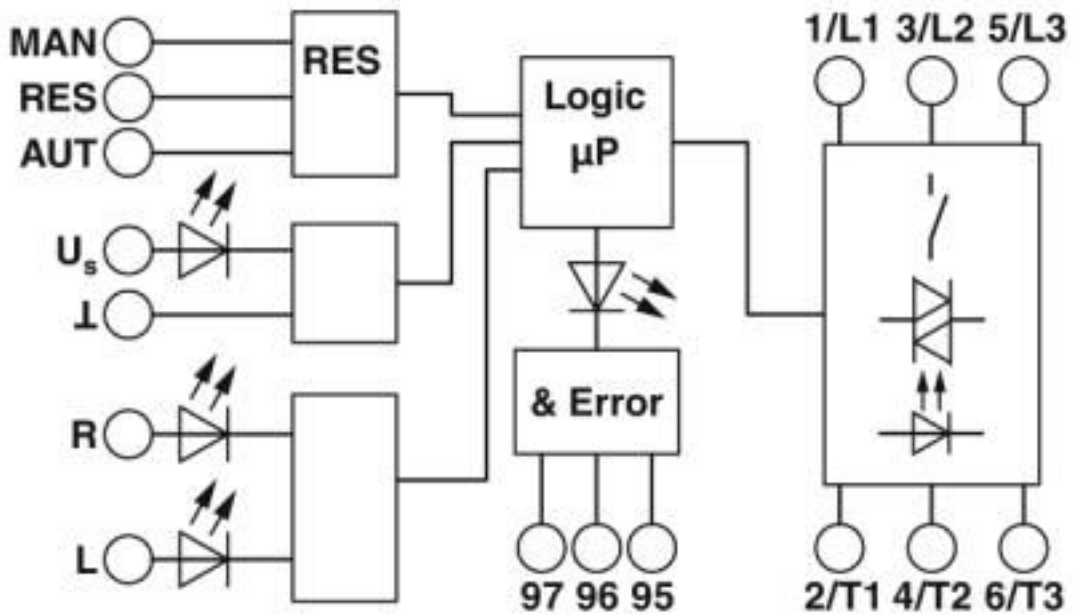 MAN
RES
AUT
RES
U_s
⊥
R
L
Logic
µP
& Error
97 96 95
1/L1 3/L2 5/L3
2/T1 4/T2 6/T3